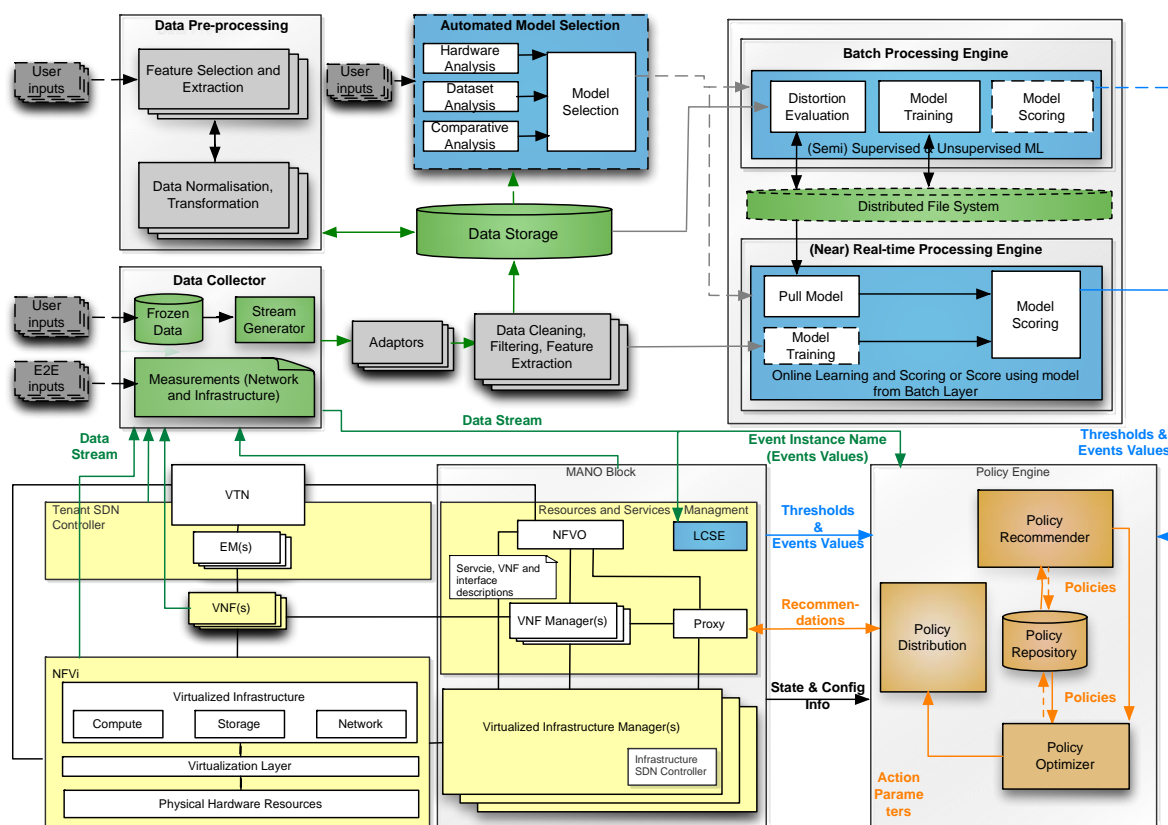 Data Pre-processing
User
inputs
Feature Selection and
Extraction
Data Normalisation,
Transformation
Automated Model Selection
User
inputs
Hardware
Analysis
Dataset
Analysis
Comparative
Analysis
Model
Selection
Batch Processing Engine
Distortion
Evaluation
Model
Training
Model
Scoring
(Semi) Supervised & Unsupervised ML
Distributed File System
Data Storage
(Near) Real-time Processing Engine
Pull Model
Model
Training
Model
Scoring
Online Learning and Scoring or Score using model
from Batch Layer
Data Collector
User
inputs
Frozen
Data
Stream
Generator
E2E
inputs
Measurements (Network
and Infrastructure)
Adaptors
Data Cleaning,
Filtering, Feature
Extraction
Data
Stream
Data Stream
Event Instance Name
(Events Values)
Thresholds &
Events Values
VTN
Tenant SDN
Controller
EM(s)
VNF(s)
NFVi
Virtualized Infrastructure
Compute
Storage
Network
Virtualization Layer
Physical Hardware Resources
MANO Block
Resources and Services Managment
NFVO
LCSE
Servcie, VNF and
interface
descriptions
VNF Manager(s)
Proxy
Virtualized Infrastructure Manager(s)
Infrastructure
SDN Controller
Thresholds
&
Events Values
Recommen-
dations
State & Config
Info
Policy Engine
Policy
Recommender
Policies
Policy
Distribution
Policy
Repository
Policies
Policy
Optimizer
Action
Parame
ters